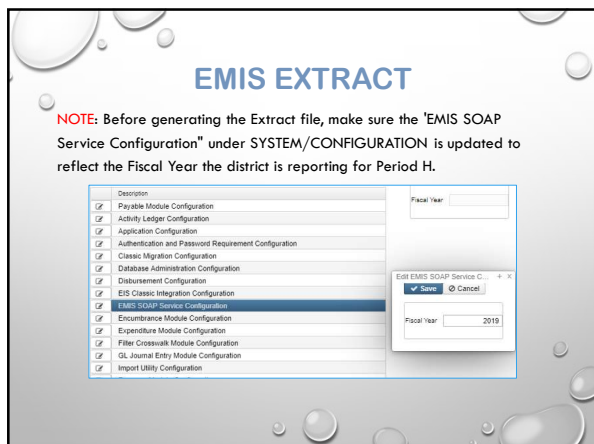 EMIS EXTRACT
NOTE: Before generating the Extract file, make sure the 'EMIS SOAP
Service Configuration" under SYSTEM/CONFIGURATION is updated to
reflect the Fiscal Year the district is reporting for Period H.
Description
Payable Module Configuration
Activity Ledger Configuration
Application Configuration
Authentication and Password Requirement Configuration
Classic Migration Configuration
Database Administration Configuration
Disbursement Configuration
EIS Classic Integration Configuration
EMIS SOAP Service Configuration
Encumbrance Module Configuration
Expenditure Module Configuration
Filter Crosswalk Module Configuration
GL Journal Entry Module Configuration
Import Utility Configuration
Fiscal Year
Edit EMIS SOAP Service C... + X
Save Cancel
Fiscal Year 2019